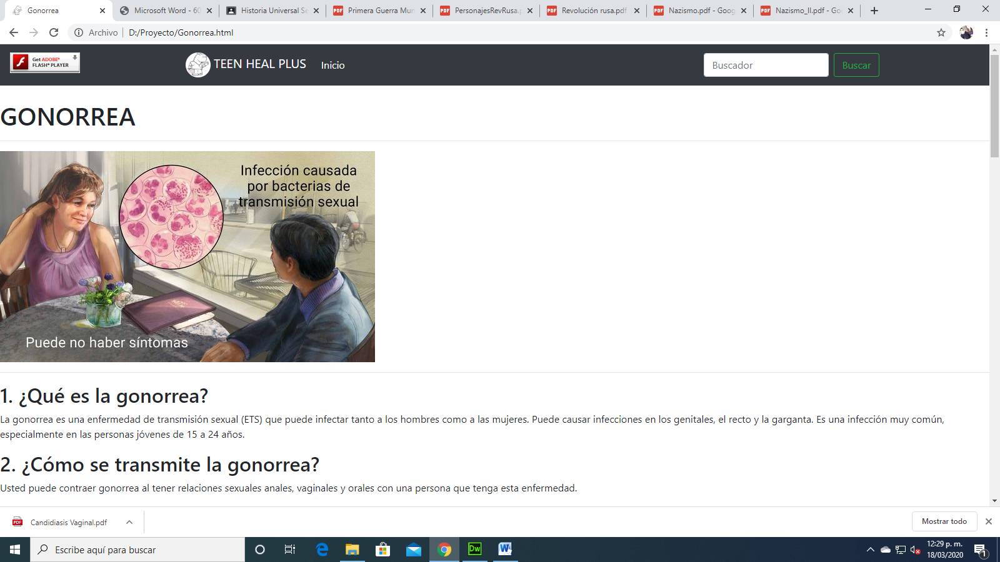 Gonorrea
Microsoft Word - 60
Historia Universal Se
Primera Guerra Mun
PersonajesRevRusa.p
Revolución rusa.pdf
Nazismo.pdf - Goog
Nazismo_II.pdf - Go
Archivo | D:/Proyecto/Gonorrea.html
Get ADOBE®
FLASH® PLAYER
TEEN HEAL PLUS
Inicio
Buscador
Buscar
GONORREA
Infección causada
por bacterias de
transmisión sexual
Puede no haber síntomas
1. ¿Qué es la gonorrea?
La gonorrea es una enfermedad de transmisión sexual (ETS) que puede infectar tanto a los hombres como a las mujeres. Puede causar infecciones en los genitales, el recto y la garganta. Es una infección muy común,
especialmente en las personas jóvenes de 15 a 24 años.
2. ¿Cómo se transmite la gonorrea?
Usted puede contraer gonorrea al tener relaciones sexuales anales, vaginales y orales con una persona que tenga esta enfermedad.
Candidiasis Vaginal.pdf
Mostrar todo
Escribe aquí para buscar
12:29 p. m.
18/03/2020
1